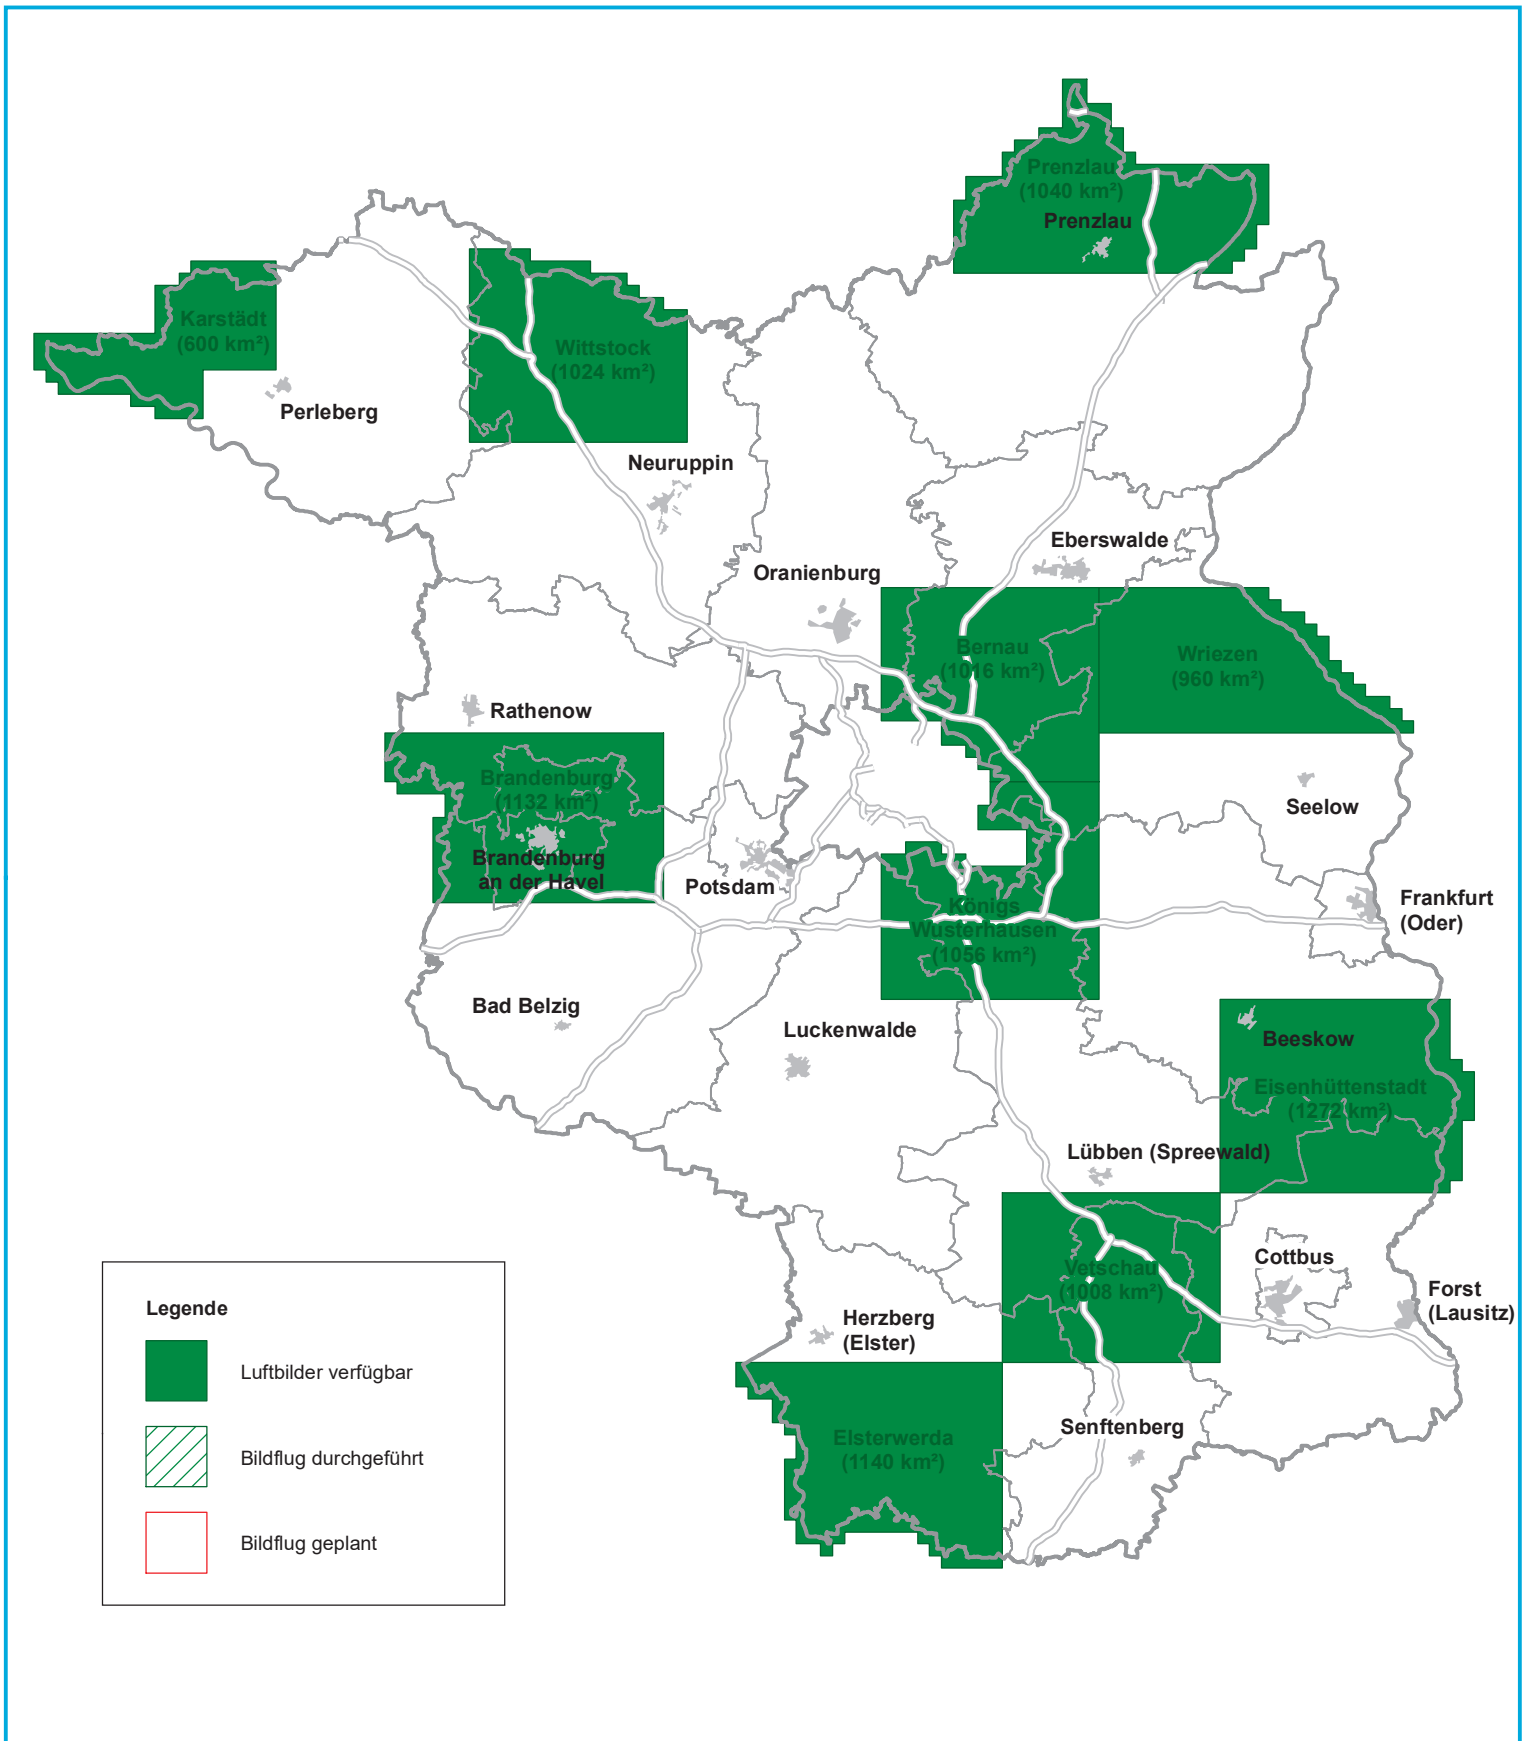 Prenzlau
(1040 km²)
Prenzlau
Karstädt
(600 km²)
Wittstock
(1024 km²)
Perleberg
Neuruppin
Eberswalde
Oranienburg
Bernau
(1016 km²)
Wriezen
(960 km²)
Rathenow
Brandenburg
(1132 km²)
Seelow
Brandenburg
an der Havel
Potsdam
Königs
Wusterhausen
(1056 km²)
Frankfurt
(Oder)
Bad Belzig
Luckenwalde
Beeskow
Eisenhüttenstadt
(1272 km²)
Lübben (Spreewald)
Vetschau
(1008 km²)
Cottbus
Forst
(Lausitz)
Herzberg
(Elster)
Senftenberg
Elsterwerda
(1140 km²)
Legende
Luftbilder verfügbar
Bildflug durchgeführt
Bildflug geplant